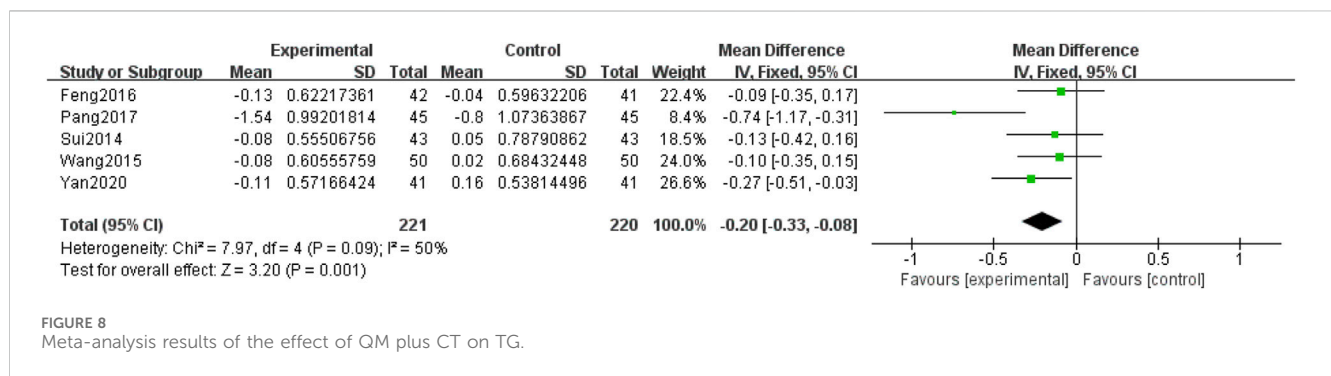 Experimental Control Mean Difference Mean Difference
Study or Subgroup Mean SD Total Mean SD Total Weight IV, Fixed, 95% CI IV, Fixed, 95% CI
Feng2016 -0.13 0.62217361 42 -0.04 0.59632206 41 22.4% -0.09 [-0.35, 0.17]
Pang2017 -1.54 0.99201814 45 -0.8 1.07363867 45 8.4% -0.74 [-1.17, -0.31]
Sui2014 -0.08 0.55506756 43 0.05 0.78790862 43 18.5% -0.13 [-0.42, 0.16]
Wang2015 -0.08 0.60555759 50 0.02 0.68432448 50 24.0% -0.10 [-0.35, 0.15]
Yan2020 -0.11 0.57166424 41 0.16 0.53814496 41 26.6% -0.27 [-0.51, -0.03]
Total (95% CI) 221 220 100.0% -0.20 [-0.33, -0.08]
Heterogeneity: Chi² = 7.97, df = 4 (P = 0.09); I² = 50%
Test for overall effect: Z = 3.20 (P = 0.001)
-1 -0.5 0 0.5 1
Favours [experimental] Favours [control]
FIGURE 8
Meta-analysis results of the effect of QM plus CT on TG.